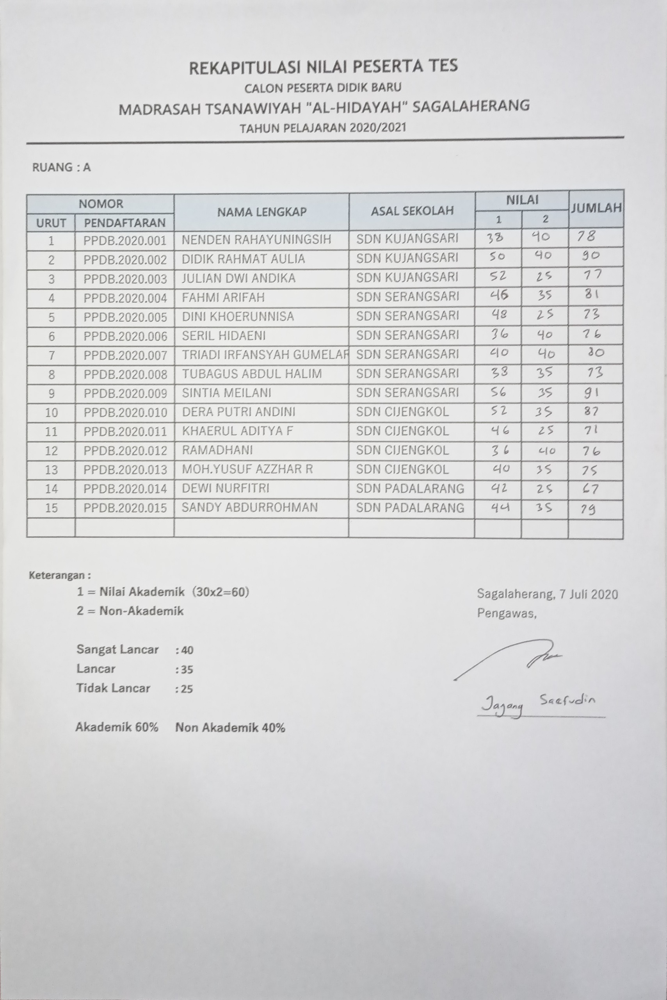 REKAPITULASI NILAI PESERTA TES
CALON PESERTA DIDIK BARU
MADRASAH TSANAWIYAH "AL-HIDAYAH" SAGALAHERANG
TAHUN PELAJARAN 2020/2021
RUANG : A
NOMOR NAMA LENGKAP ASAL SEKOLAH NILAI JUMLAH
URUT PENDAFTARAN 1 2
1 PPDB.2020.001 NENDEN RAHAYUNINGSIH SDN KUJANGSARI 38 40 78
2 PPDB.2020.002 DIDIK RAHMAT AULIA SDN KUJANGSARI 50 40 90
3 PPDB.2020.003 JULIAN DWI ANDIKA SDN KUJANGSARI 52 25 77
4 PPDB.2020.004 FAHMI ARIFAH SDN SERANGSARI 46 35 81
5 PPDB.2020.005 DINI KHOERUNNISA SDN SERANGSARI 48 25 73
6 PPDB.2020.006 SERIL HIDAENI SDN SERANGSARI 36 40 76
7 PPDB.2020.007 TRIADI IRFANSYAH GUMELAR SDN SERANGSARI 40 40 80
8 PPDB.2020.008 TUBAGUS ABDUL HALIM SDN SERANGSARI 38 35 73
9 PPDB.2020.009 SINTIA MEILANI SDN SERANGSARI 56 35 91
10 PPDB.2020.010 DERA PUTRI ANDINI SDN CIJENGKOL 52 35 87
11 PPDB.2020.011 KHAERUL ADITYA F SDN CIJENGKOL 46 25 71
12 PPDB.2020.012 RAMADHANI SDN CIJENGKOL 36 40 76
13 PPDB.2020.013 MOH.YUSUF AZZHAR R SDN CIJENGKOL 40 35 75
14 PPDB.2020.014 DEWI NURFITRI SDN PADALARANG 42 25 67
15 PPDB.2020.015 SANDY ABDURROHMAN SDN PADALARANG 44 35 79
Keterangan :
1 = Nilai Akademik (30x2=60)
2 = Non-Akademik
Sangat Lancar : 40
Lancar : 35
Tidak Lancar : 25
Akademik 60% Non Akademik 40%
Sagalaherang, 7 Juli 2020
Pengawas,
Jajang Saefudin